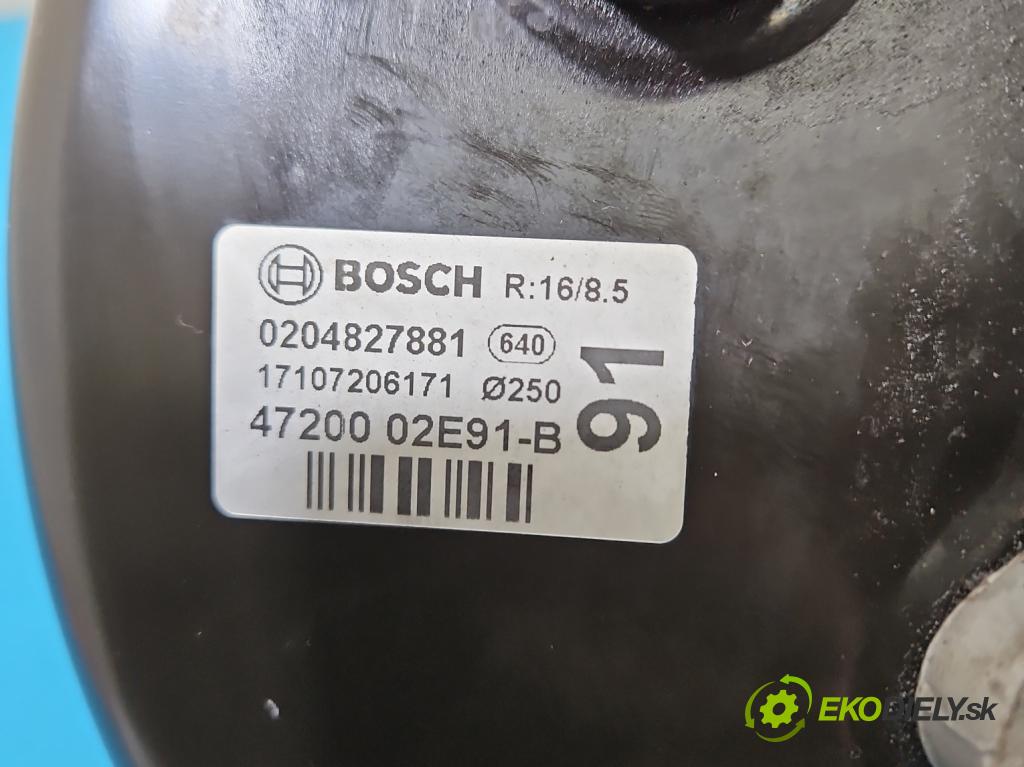 BOSCH R:16/8.5
0204827881 640
17107206171 Ø250
47200 02E91-B
91
EKODIELY.sk